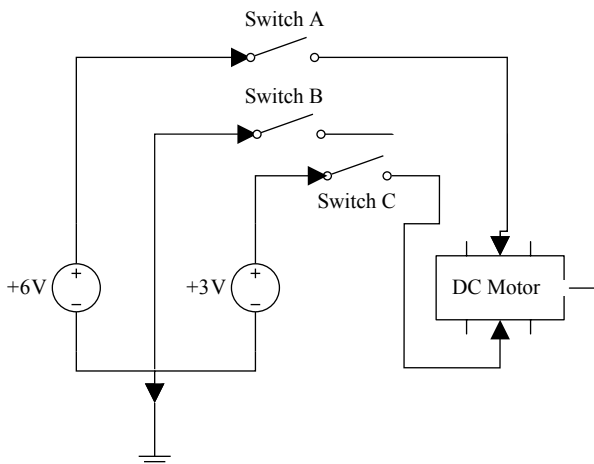 Switch A
Switch B
Switch C
+6V
+
−
+3V
+
−
DC Motor